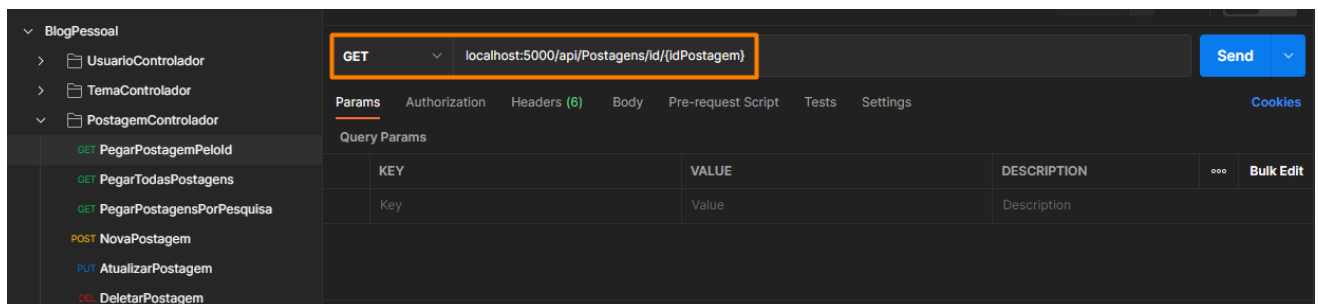 BlogPessoal
UsuarioControlador
TemaControlador
PostagemControlador
GET PegarPostagemPeloId
GET PegarTodasPostagens
GET PegarPostagensPorPesquisa
POST NovaPostagem
PUT AtualizarPostagem
DEL DeletarPostagem
GET localhost:5000/api/Postagens/id/{idPostagem} Send
Params Authorization Headers (6) Body Pre-request Script Tests Settings Cookies
Query Params
KEY VALUE DESCRIPTION ooo Bulk Edit
Key Value Description